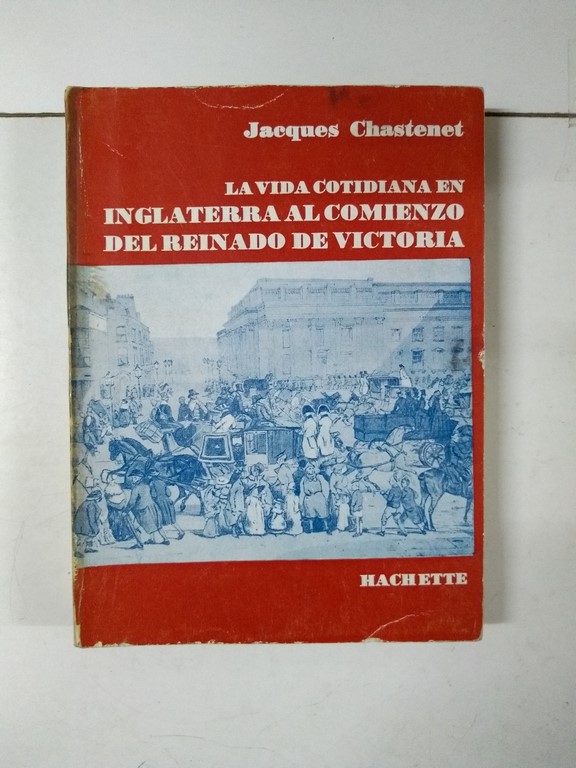 Jacques Chastenet
LA VIDA COTIDIANA EN
INGLATERRA AL COMIENZO
DEL REINADO DE VICTORIA
HACHETTE